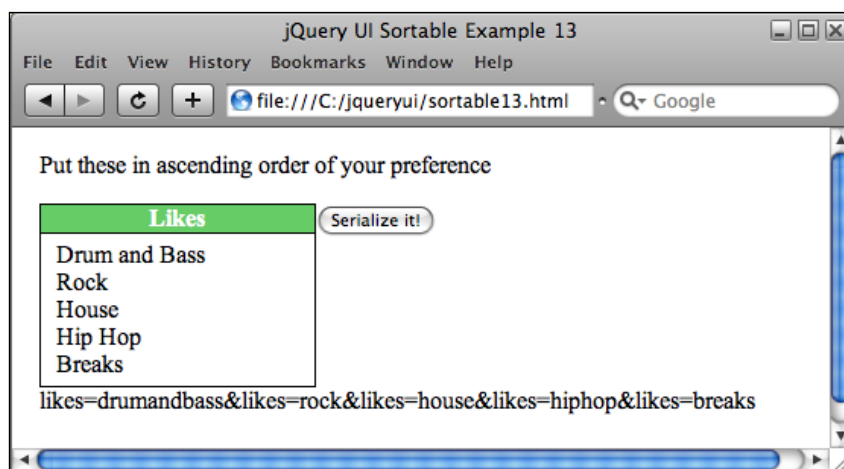 jQuery UI Sortable Example 13
File Edit View History Bookmarks Window Help
file:///C:/jqueryui/sortable13.html Google
Put these in ascending order of your preference
Likes Serialize it!
Drum and Bass
Rock
House
Hip Hop
Breaks
likes=drumandbass&likes=rock&likes=house&likes=hiphop&likes=breaks